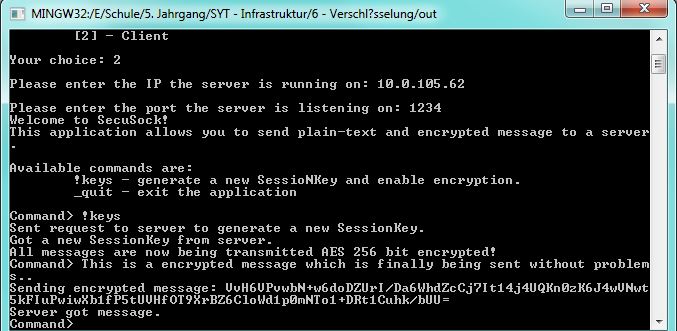 MINGW32:/E/Schule/5. Jahrgang/SYT - Infrastruktur/6 - Verschl?sselung/out
[2] - Client
Your choice: 2
Please enter the IP the server is running on: 10.0.105.62
Please enter the port the server is listening on: 1234
Welcome to SecuSock!
This application allows you to send plain-text and encrypted message to a server
.
Available commands are:
!keys - generate a new SessioNKey and enable encryption.
_quit - exit the application
Command> !keys
Sent request to server to generate a new SessionKey.
Got a new SessionKey from server.
All messages are now being transmitted AES 256 bit encrypted!
Command> This is a encrypted message which is finally being sent without problem
s..
Sending encrypted message: VvH6VPvwbN+w6doDZUrI/Da6WhdZcCj7It14j4UQKn0zK6J4wVNwt
5kFIuPwiwXb1fP5tUVHfOT9XrBZ6CloWd1p0mNTo1+DRt1Cuhk/bUU=
Server got message.
Command>